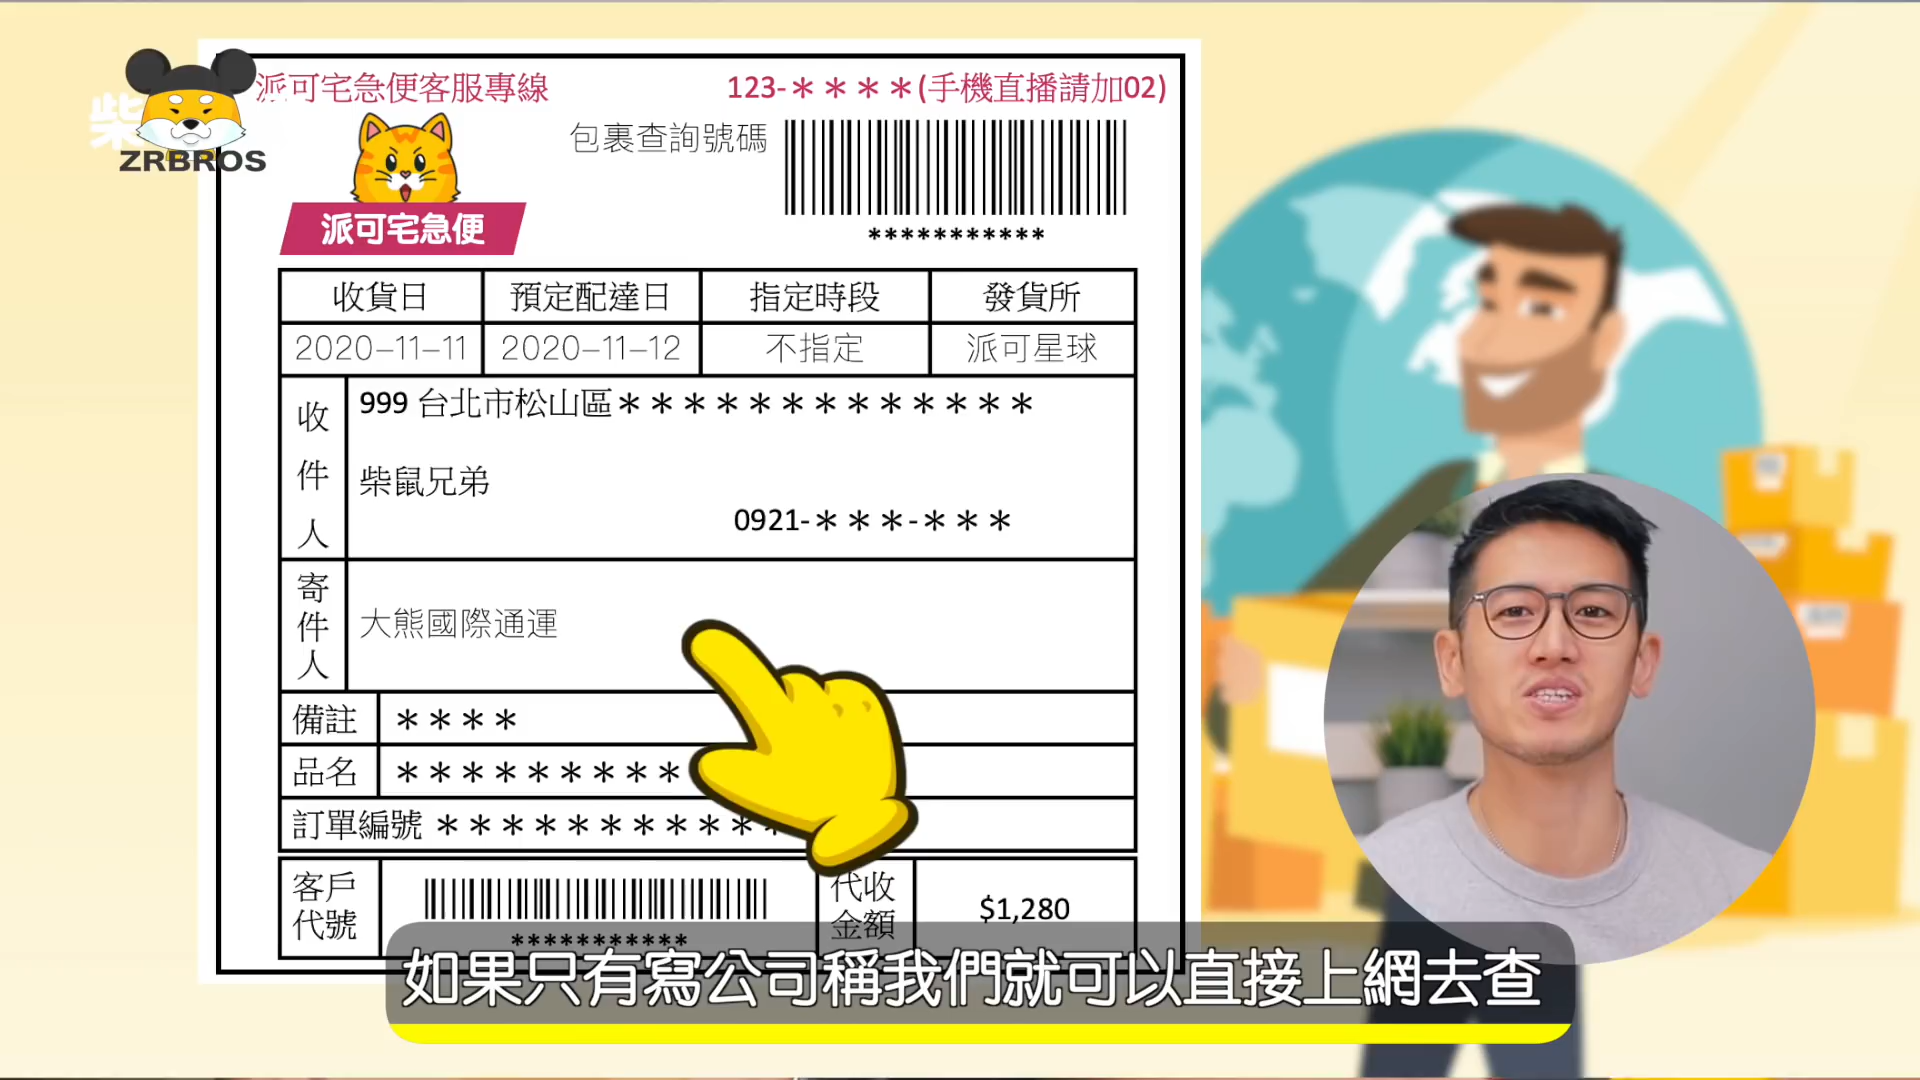 派可宅急便客服專線
123-＊＊＊＊(手機直播請加02)
柴
ZRBROS
包裹查詢號碼
***********
派可宅急便
收貨日 預定配達日 指定時段 發貨所
2020-11-11 2020-11-12 不指定 派可星球
收件人
999 台北市松山區＊＊＊＊＊＊＊＊＊＊＊＊＊
柴鼠兄弟
0921-＊＊＊-＊＊＊
寄件人
大熊國際通運
備註 ＊＊＊＊
品名 ＊＊＊＊＊＊＊＊＊
訂單編號 ＊＊＊＊＊＊＊＊＊＊＊
客戶代號
***********
代收金額
$1,280
如果只有寫公司稱我們就可以直接上網去查